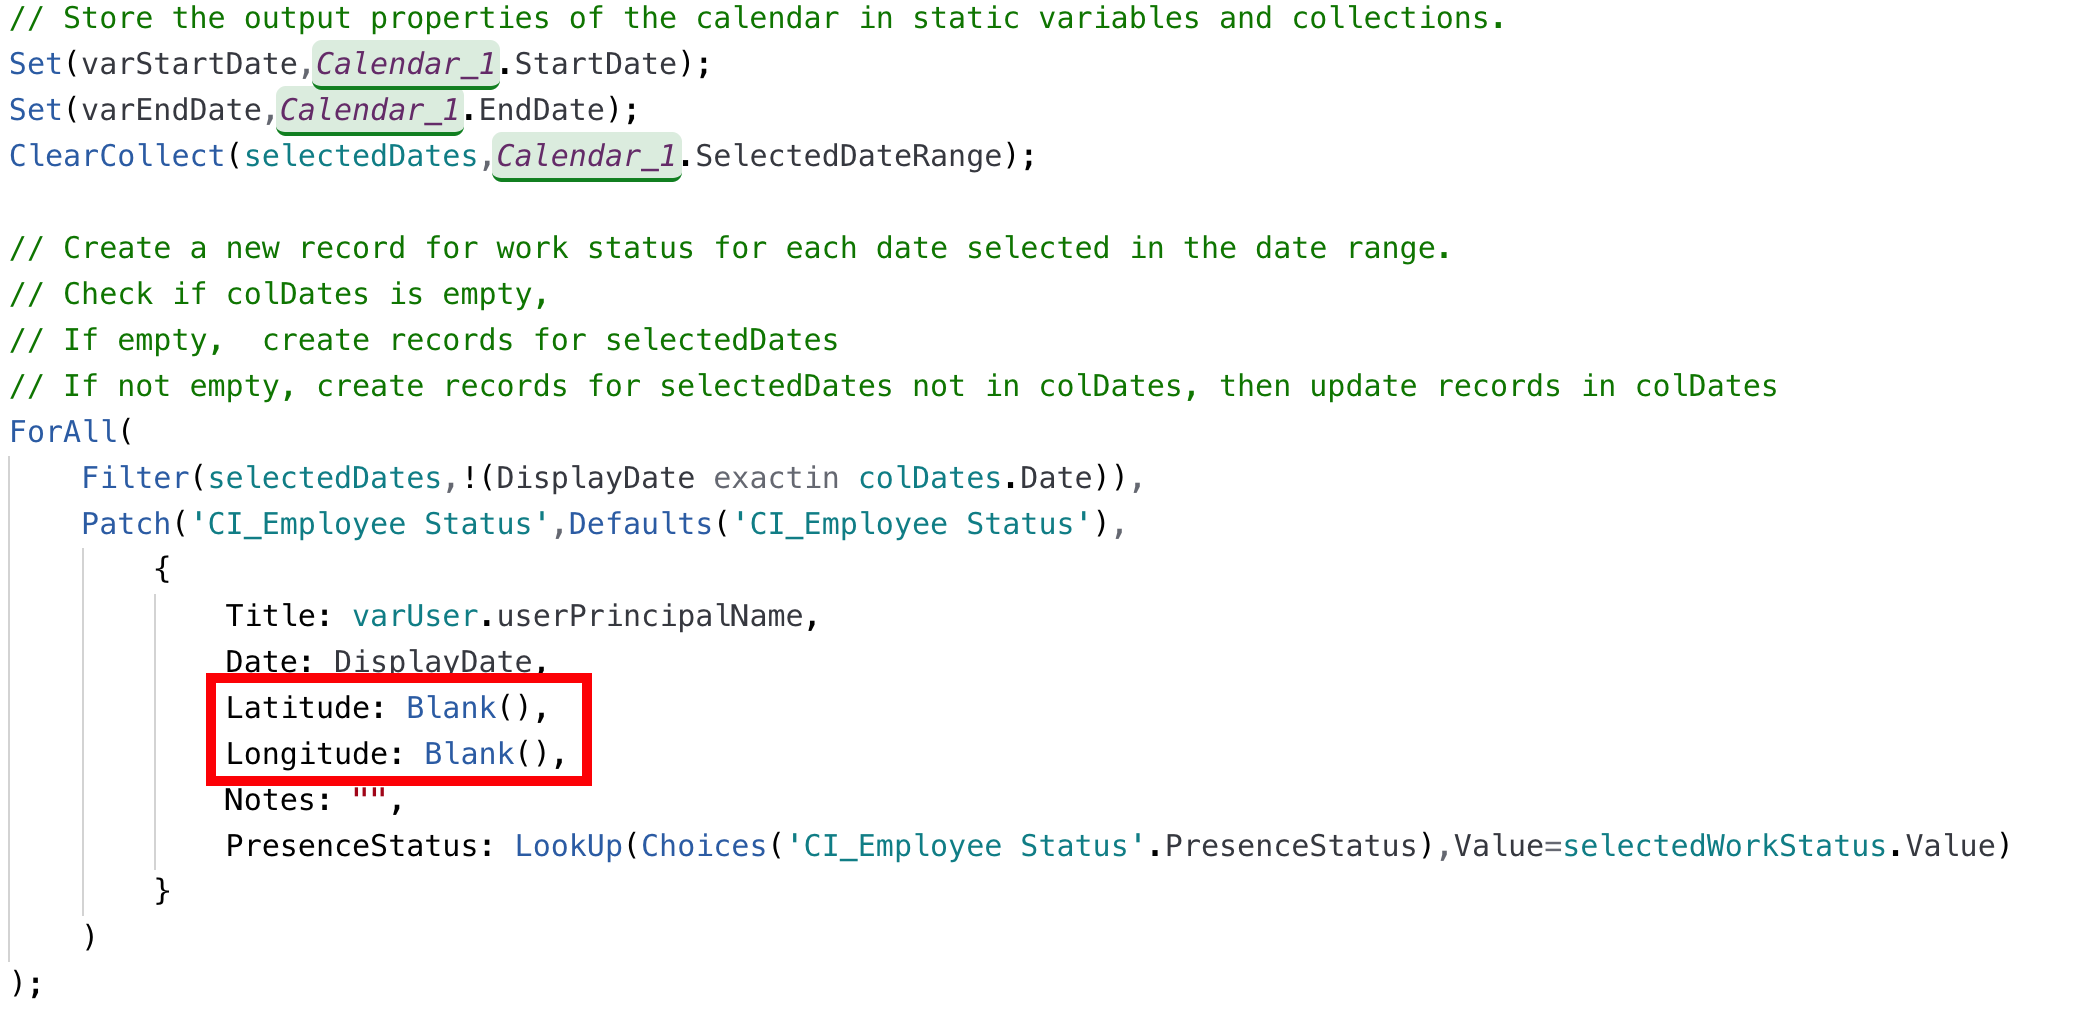 // Store the output properties of the calendar in static variables and collections.
Set(varStartDate,Calendar_1.StartDate);
Set(varEndDate,Calendar_1.EndDate);
ClearCollect(selectedDates,Calendar_1.SelectedDateRange);

// Create a new record for work status for each date selected in the date range.
// Check if colDates is empty,
// If empty,  create records for selectedDates
// If not empty, create records for selectedDates not in colDates, then update records in colDates
ForAll(
    Filter(selectedDates,!(DisplayDate exactin colDates.Date)),
    Patch('CI_Employee Status',Defaults('CI_Employee Status'),
        {
            Title: varUser.userPrincipalName,
            Date: DisplayDate,
            Latitude: Blank(),
            Longitude: Blank(),
            Notes: "",
            PresenceStatus: LookUp(Choices('CI_Employee Status'.PresenceStatus),Value=selectedWorkStatus.Value)
        }
    )
);